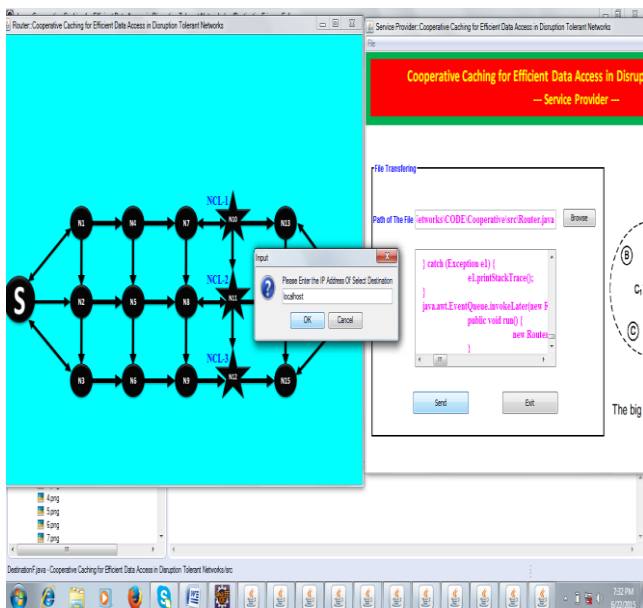 Router::Cooperative Caching for Efficient Data Access in Disruption Tolerant Networks
NCL-1
N1
N4
N7
N10
N13
NCL-2
S
N2
N5
N8
N11
NCL-3
N3
N6
N9
N12
N15
Input
Please Enter the IP Address Of Select Destination
localhost
OK
Cancel
Service Provider::Cooperative Caching for Efficient Data Access in Disruption Tolerant Networks
File
Cooperative Caching for Efficient Data Access in Disrup
--- Service Provider ---
File Transfering
Path of The File
etworks\CODE\Cooperative\src\Router.java
Browse
} catch (Exception e1) {
e1.printStackTrace();
}
java.awt.EventQueue.invokeLater(new R
public void run() {
new Router
}
Send
Exit
B
C1
C
The big
4.png
5.png
6.png
7.png
DestinationF.java - Cooperative Caching for Efficient Data Access in Disruption Tolerant Networks/src
7:32 PM